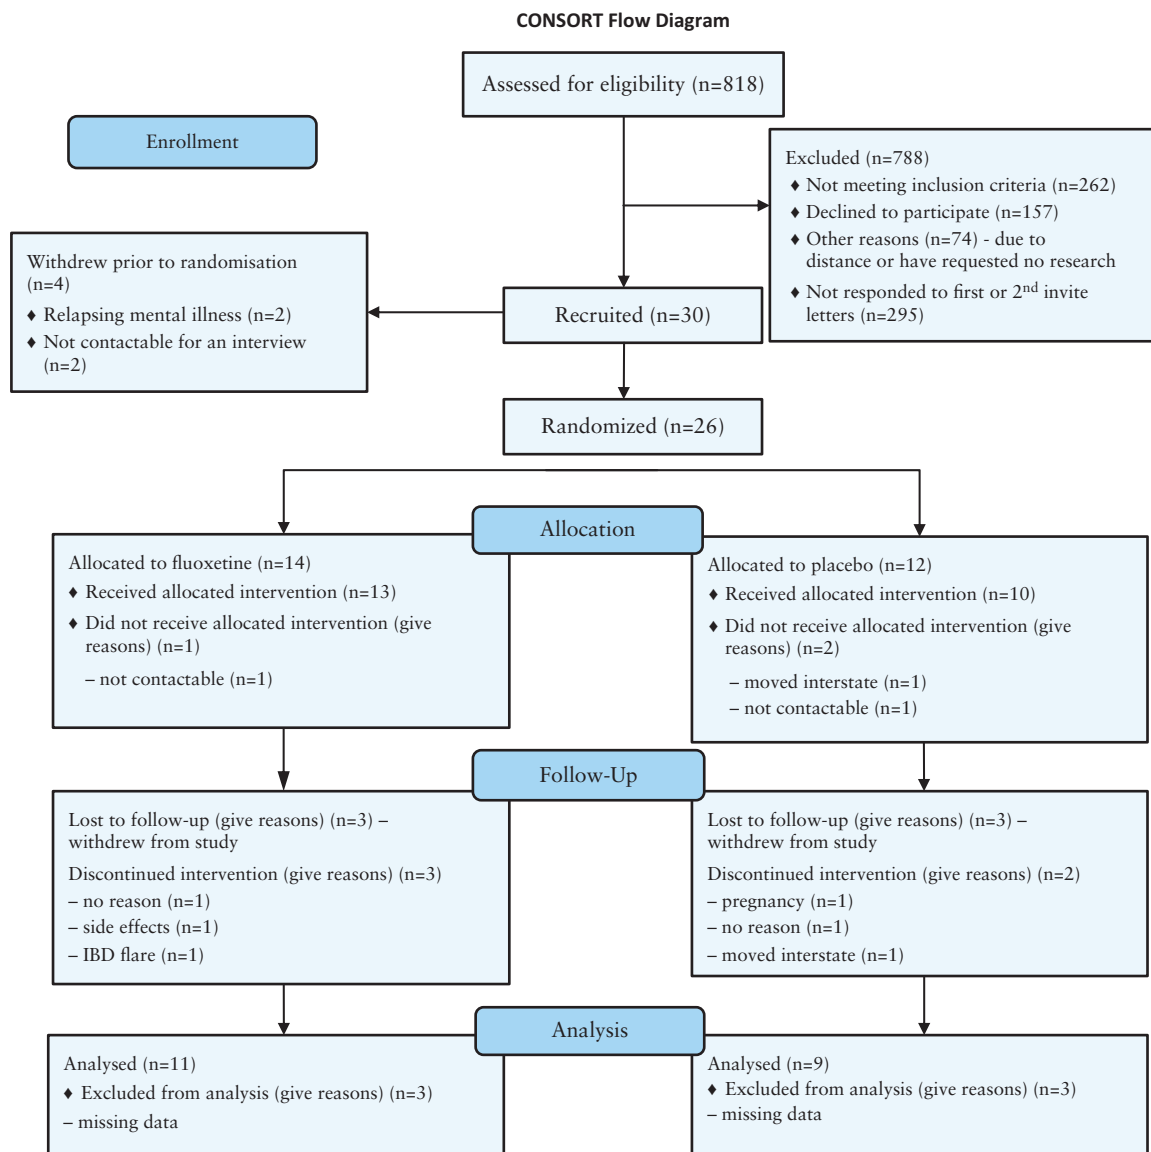 CONSORT Flow Diagram
Assessed for eligibility (n=818)
Enrollment
Excluded (n=788)
♦ Not meeting inclusion criteria (n=262)
♦ Declined to participate (n=157)
♦ Other reasons (n=74) - due to
distance or have requested no research
♦ Not responded to first or 2nd invite
letters (n=295)
Withdrew prior to randomisation
(n=4)
♦ Relapsing mental illness (n=2)
♦ Not contactable for an interview
(n=2)
Recruited (n=30)
Randomized (n=26)
Allocation
Allocated to fluoxetine (n=14)
♦ Received allocated intervention (n=13)
♦ Did not receive allocated intervention (give
reasons) (n=1)
– not contactable (n=1)
Allocated to placebo (n=12)
♦ Received allocated intervention (n=10)
♦ Did not receive allocated intervention (give
reasons) (n=2)
– moved interstate (n=1)
– not contactable (n=1)
Follow-Up
Lost to follow-up (give reasons) (n=3) –
withdrew from study
Discontinued intervention (give reasons) (n=3)
– no reason (n=1)
– side effects (n=1)
– IBD flare (n=1)
Lost to follow-up (give reasons) (n=3) –
withdrew from study
Discontinued intervention (give reasons) (n=2)
– pregnancy (n=1)
– no reason (n=1)
– moved interstate (n=1)
Analysis
Analysed (n=11)
♦ Excluded from analysis (give reasons) (n=3)
– missing data
Analysed (n=9)
♦ Excluded from analysis (give reasons) (n=3)
– missing data